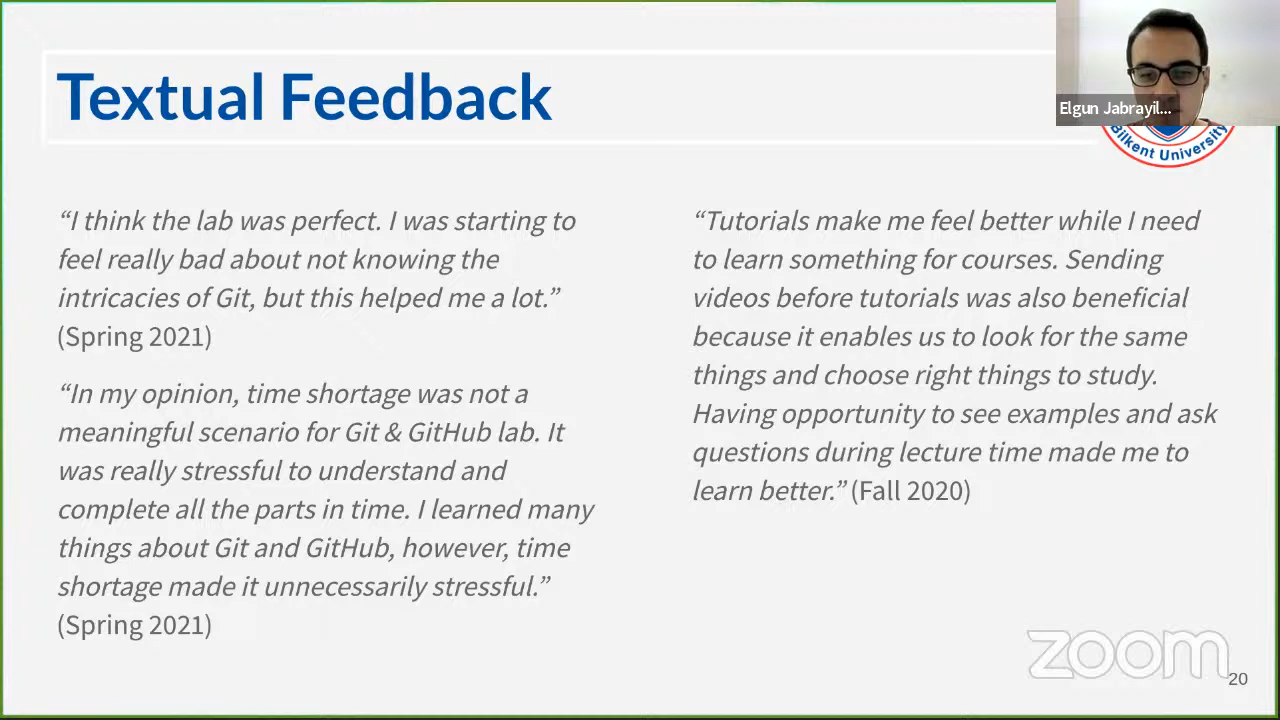 Textual Feedback
Elgun Jabrayil...
Bilkent University
“I think the lab was perfect. I was starting to
feel really bad about not knowing the
intricacies of Git, but this helped me a lot.”
(Spring 2021)
“In my opinion, time shortage was not a
meaningful scenario for Git & GitHub lab. It
was really stressful to understand and
complete all the parts in time. I learned many
things about Git and GitHub, however, time
shortage made it unnecessarily stressful.”
(Spring 2021)
“Tutorials make me feel better while I need
to learn something for courses. Sending
videos before tutorials was also beneficial
because it enables us to look for the same
things and choose right things to study.
Having opportunity to see examples and ask
questions during lecture time made me to
learn better.” (Fall 2020)
zoom
20